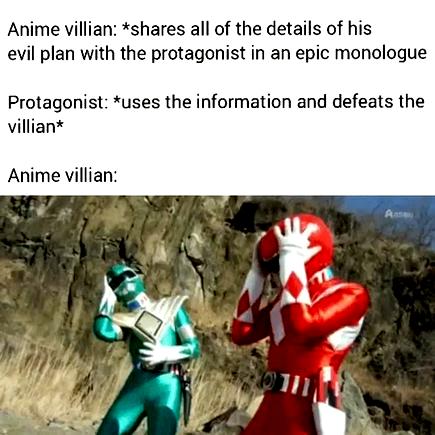 Anime villian: *shares all of the details of his
evil plan with the protagonist in an epic monologue
Protagonist: *uses the information and defeats the
villian*
Anime villian: